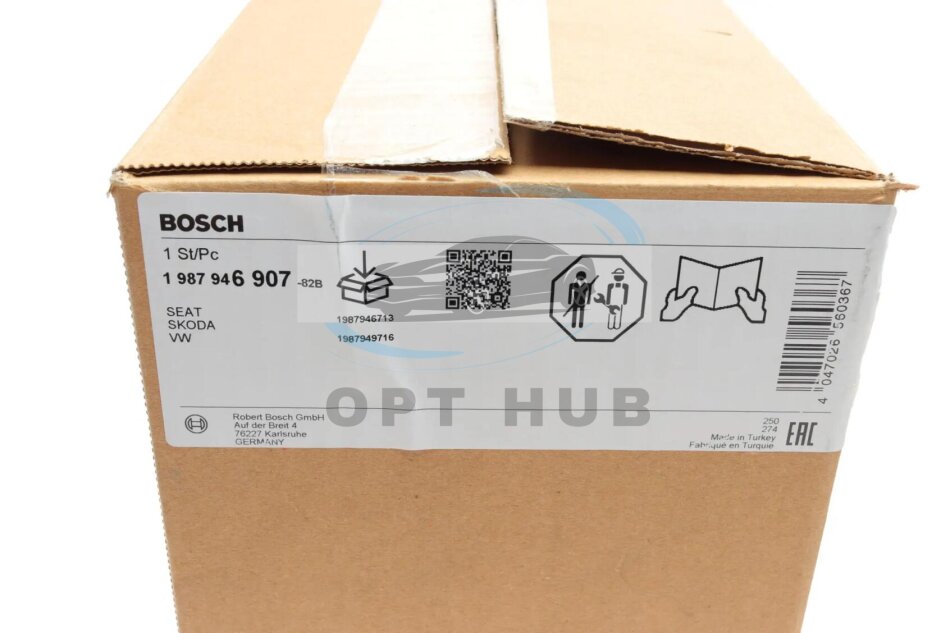 BOSCH
1 St/Pc
1 987 946 907 -82B
SEAT
SKODA
VW
1987946713
1987949716
OPT HUB
Robert Bosch GmbH
Auf der Breit 4
76227 Karlsruhe
GERMANY
250
274
Made in Turkey
Fabriqué en Turquie
EAC
4 047026 560367